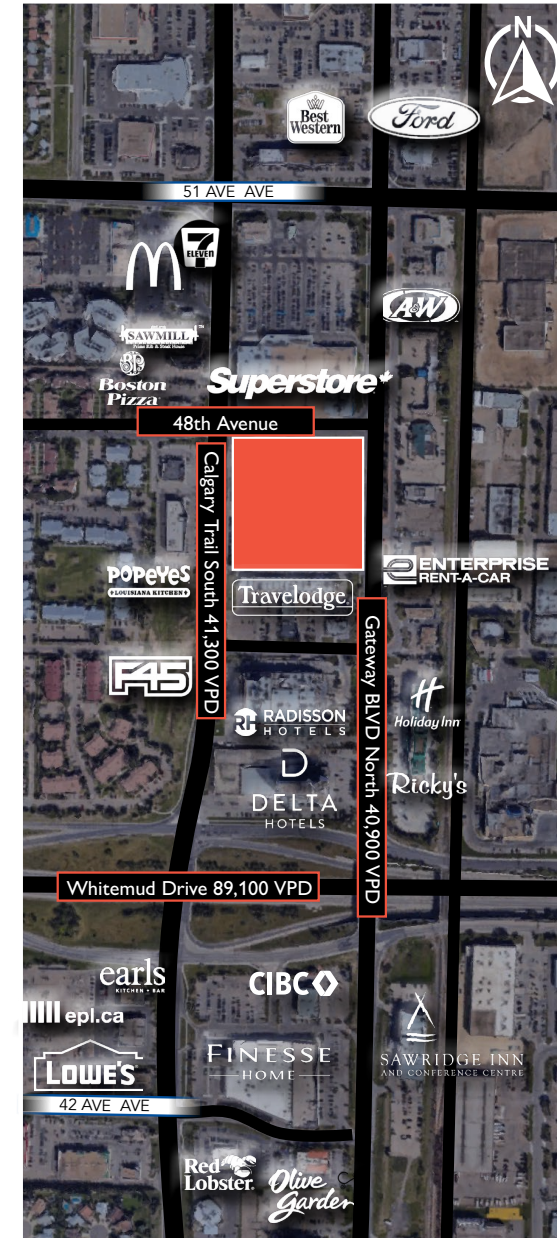 N
Best
Western
Ford
51 AVE AVE
7
ELEVEN
A&W
SAWMILL
Prime Rib & Steak House
BP
Boston
Pizza
Superstore
48th Avenue
Calgary Trail South 41,300 VPD
POPEYES
LOUISIANA KITCHEN
ENTERPRISE
RENT-A-CAR
Travelodge
Gateway BLVD North 40,900 VPD
F45
RH RADISSON
HOTELS
H
Holiday Inn
D
DELTA
HOTELS
Ricky's
Whitemud Drive 89,100 VPD
earls
KITCHEN + BAR
CIBC
epl.ca
LOWE'S
FINESSE
HOME
SAWRIDGE INN
AND CONFERENCE CENTRE
42 AVE AVE
Red
Lobster
Olive
Garden